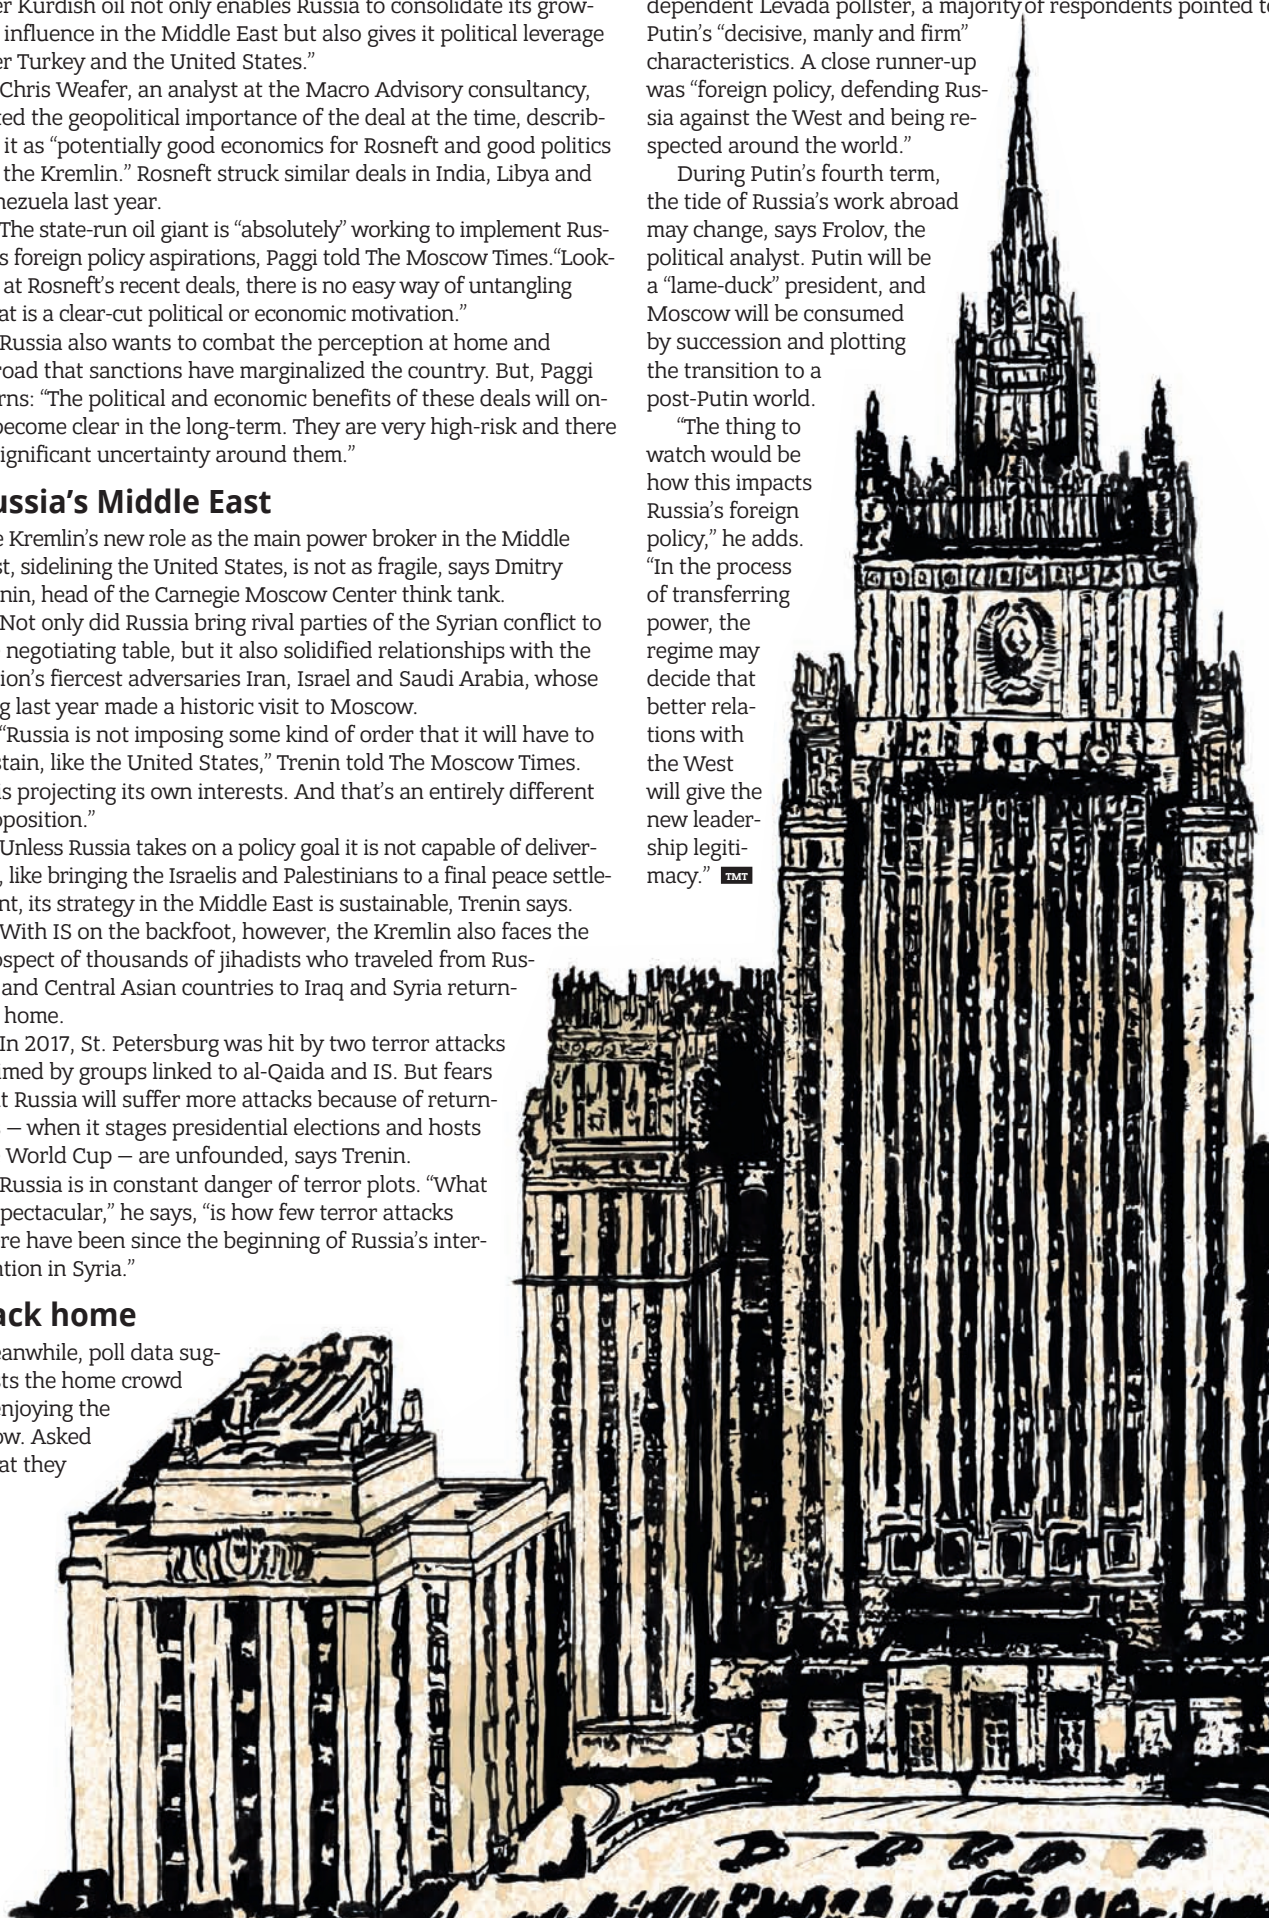 er Kurdish oil not only enables Russia to consolidate its grow-
influence in the Middle East but also gives it political leverage
er Turkey and the United States.”
Chris Weafer, an analyst at the Macro Advisory consultancy,
ed the geopolitical importance of the deal at the time, describ-
it as “potentially good economics for Rosneft and good politics
the Kremlin.” Rosneft struck similar deals in India, Libya and
nezuela last year.
The state-run oil giant is “absolutely” working to implement Rus-
s foreign policy aspirations, Paggi told The Moscow Times.“Look-
at Rosneft’s recent deals, there is no easy way of untangling
at is a clear-cut political or economic motivation.”
Russia also wants to combat the perception at home and
road that sanctions have marginalized the country. But, Paggi
rns: “The political and economic benefits of these deals will on-
become clear in the long-term. They are very high-risk and there
ignificant uncertainty around them.”
ussia’s Middle East
e Kremlin’s new role as the main power broker in the Middle
st, sidelining the United States, is not as fragile, says Dmitry
nin, head of the Carnegie Moscow Center think tank.
Not only did Russia bring rival parties of the Syrian conflict to
negotiating table, but it also solidified relationships with the
ion’s fiercest adversaries Iran, Israel and Saudi Arabia, whose
g last year made a historic visit to Moscow.
“Russia is not imposing some kind of order that it will have to
stain, like the United States,” Trenin told The Moscow Times.
is projecting its own interests. And that’s an entirely different
oposition.”
Unless Russia takes on a policy goal it is not capable of deliver-
, like bringing the Israelis and Palestinians to a final peace settle-
nt, its strategy in the Middle East is sustainable, Trenin says.
With IS on the backfoot, however, the Kremlin also faces the
ospect of thousands of jihadists who traveled from Rus-
and Central Asian countries to Iraq and Syria return-
home.
In 2017, St. Petersburg was hit by two terror attacks
imed by groups linked to al-Qaida and IS. But fears
t Russia will suffer more attacks because of return-
— when it stages presidential elections and hosts
World Cup — are unfounded, says Trenin.
Russia is in constant danger of terror plots. “What
pectacular,” he says, “is how few terror attacks
re have been since the beginning of Russia’s inter-
ntion in Syria.”
ack home
eanwhile, poll data sug-
sts the home crowd
enjoying the
ow. Asked
at they
dependent Levada pollster, a majority of respondents pointed to
Putin’s “decisive, manly and firm”
characteristics. A close runner-up
was “foreign policy, defending Rus-
sia against the West and being re-
spected around the world.”
During Putin’s fourth term,
the tide of Russia’s work abroad
may change, says Frolov, the
political analyst. Putin will be
a “lame-duck” president, and
Moscow will be consumed
by succession and plotting
the transition to a
post-Putin world.
“The thing to
watch would be
how this impacts
Russia’s foreign
policy,” he adds.
“In the process
of transferring
power, the
regime may
decide that
better rela-
tions with
the West
will give the
new leader-
ship legiti-
macy.” TMT